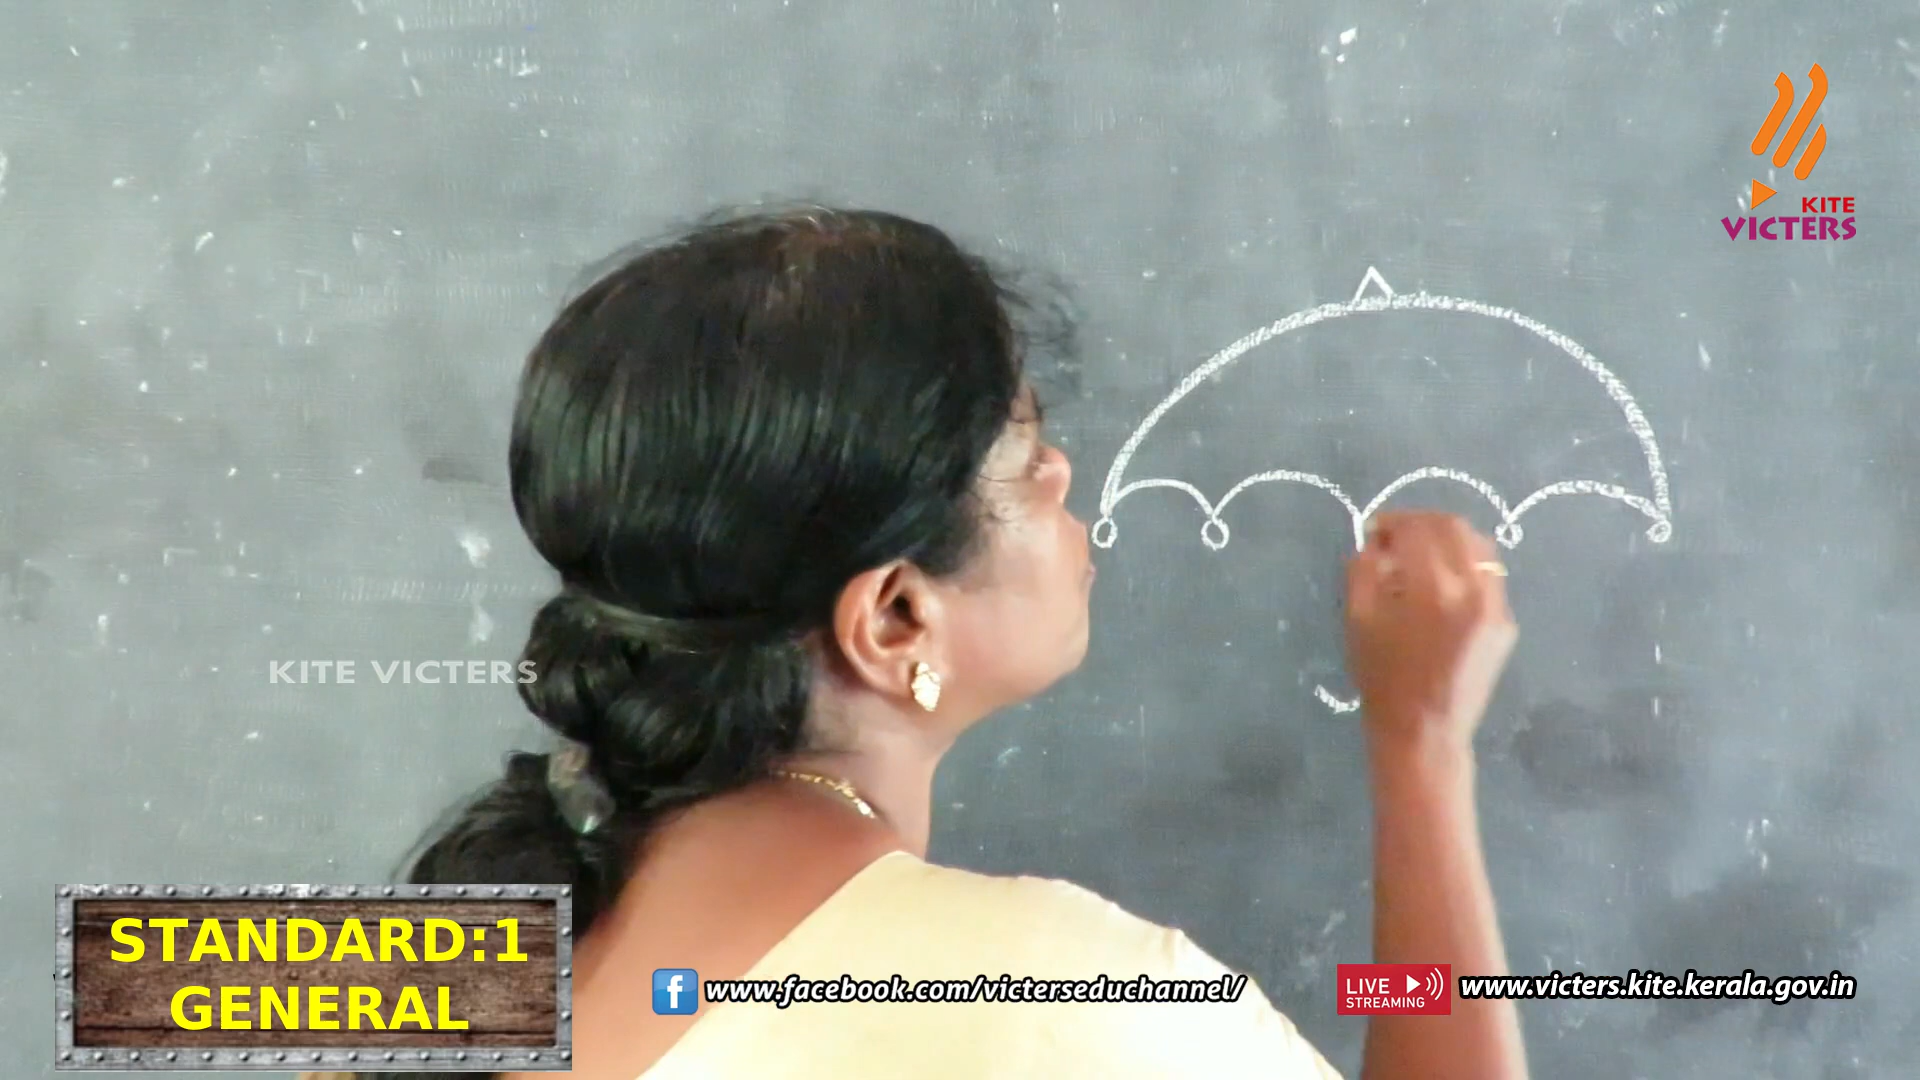 KITE
VICTERS
KITE VICTERS
STANDARD:1
GENERAL
www.facebook.com/victerseduchannel/
LIVE
STREAMING
www.victers.kite.kerala.gov.in